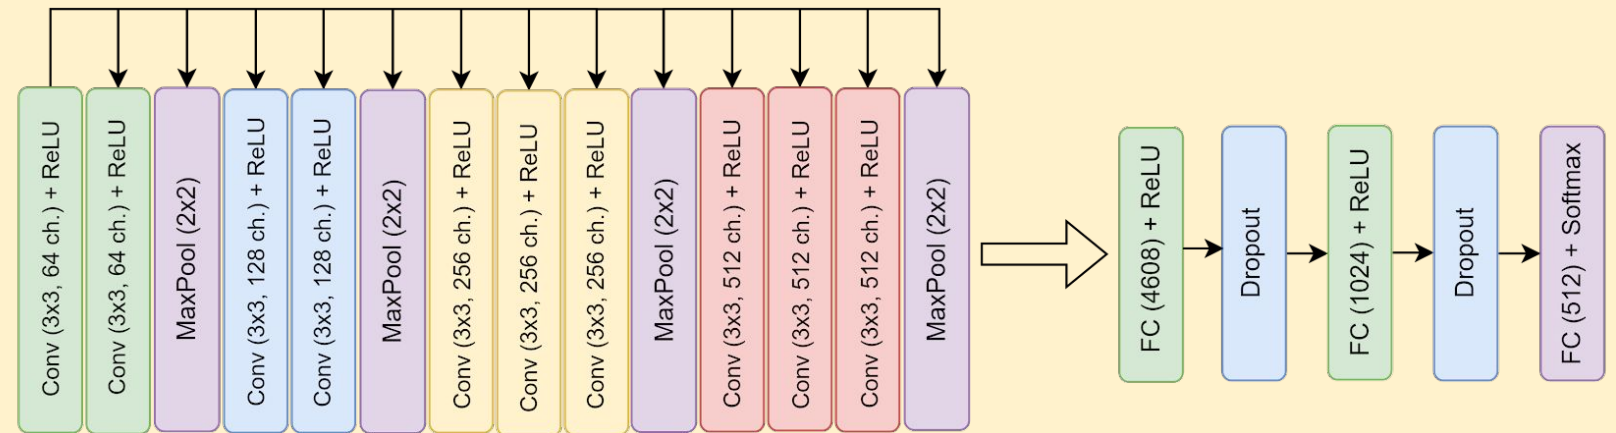 Conv (3x3, 64 ch.) + ReLU
Conv (3x3, 64 ch.) + ReLU
MaxPool (2x2)
Conv (3x3, 128 ch.) + ReLU
Conv (3x3, 128 ch.) + ReLU
MaxPool (2x2)
Conv (3x3, 256 ch.) + ReLU
Conv (3x3, 256 ch.) + ReLU
Conv (3x3, 256 ch.) + ReLU
MaxPool (2x2)
Conv (3x3, 512 ch.) + ReLU
Conv (3x3, 512 ch.) + ReLU
Conv (3x3, 512 ch.) + ReLU
MaxPool (2x2)
FC (4608) + ReLU
Dropout
FC (1024) + ReLU
Dropout
FC (512) + Softmax